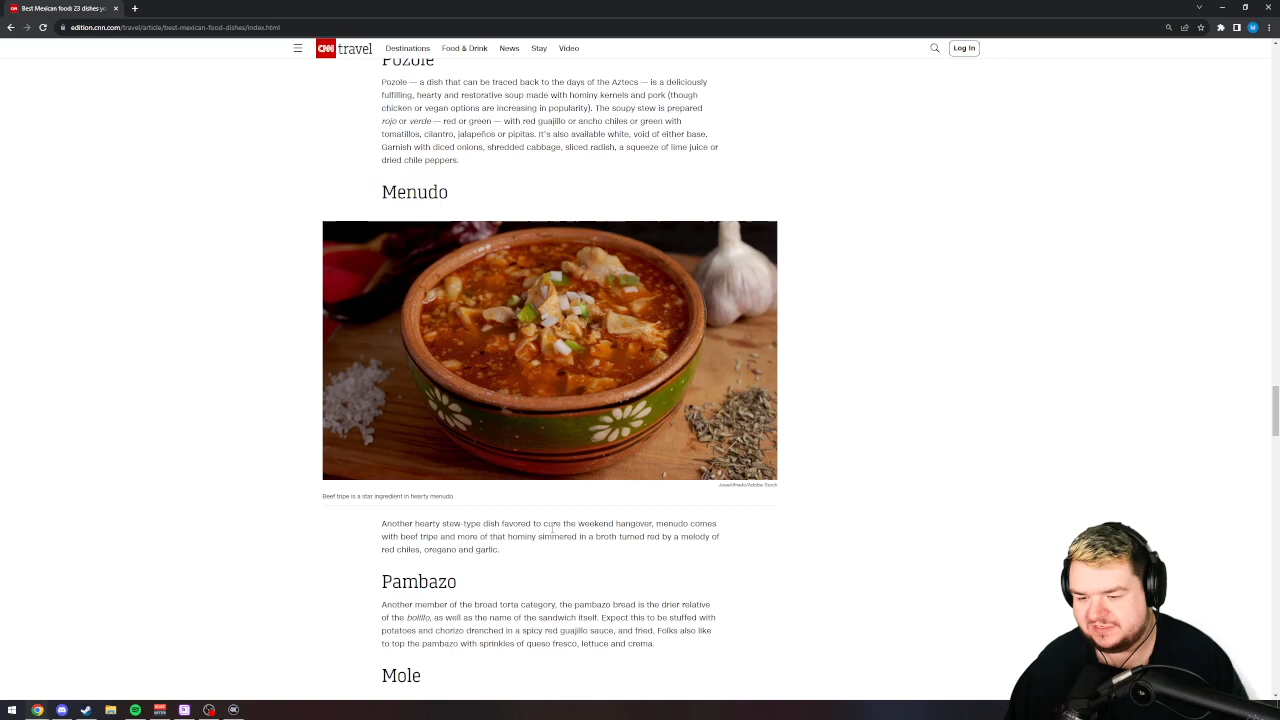 Best Mexican food 23 dishes yo
edition.cnn.com/travel/article/best-mexican-food-dishes/index.html
M
CNN travel Destinations Food & Drink News Stay Video Log In
Pozole
Pozole — a dish that can be traced back to the days of the Aztecs — is a deliciously
fulfilling, hearty and restorative soup made with hominy kernels and pork (though
chicken or vegan options are increasing in popularity). The soupy stew is prepared
rojo or verde — red or green — with red guajillo or ancho chiles or green with
tomatillos, cilantro, jalapeños or pipitas. It's also available white, void of either base.
Garnish with diced onions, shredded cabbage, sliced radish, a squeeze of lime juice or
dried chile peppers.
Menudo
JoseAlfredo/Adobe Stock
Beef tripe is a star ingredient in hearty menudo.
Another hearty stew-type dish favored to cure the weekend hangover, menudo comes
with beef tripe and more of that hominy simmered in a broth turned red by a melody of
red chiles, oregano and garlic.
Pambazo
Another member of the broad torta category, the pambazo bread is the drier relative
of the bolillo, as well as the name of the sandwich itself. Expect this to be stuffed with
potatoes and chorizo drenched in a spicy red guajillo sauce, and fried. Folks also like
to top the pambazo with sprinkles of queso fresco, lettuce and crema.
Mole